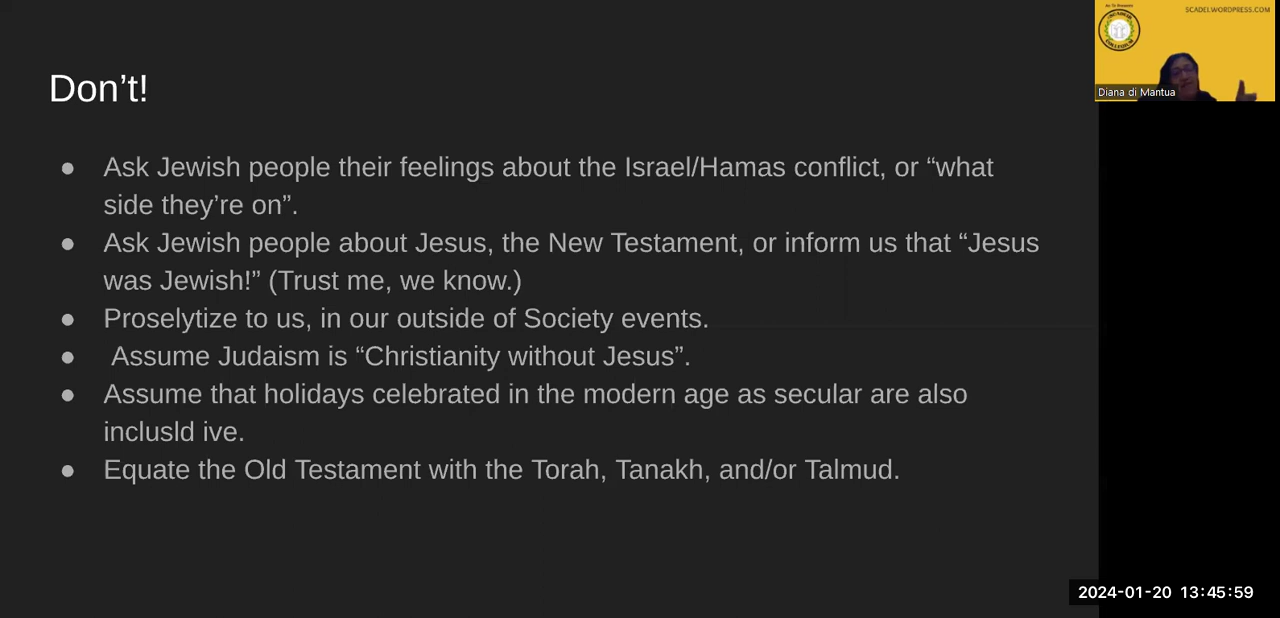 Don’t!
● Ask Jewish people their feelings about the Israel/Hamas conflict, or “what
side they’re on”.
● Ask Jewish people about Jesus, the New Testament, or inform us that “Jesus
was Jewish!” (Trust me, we know.)
● Proselytize to us, in our outside of Society events.
● Assume Judaism is “Christianity without Jesus”.
● Assume that holidays celebrated in the modern age as secular are also
inclusld ive.
● Equate the Old Testament with the Torah, Tanakh, and/or Talmud.
SCADEI.WORDPRESS.COM
Diana di Mantua
2024-01-20 13:45:59